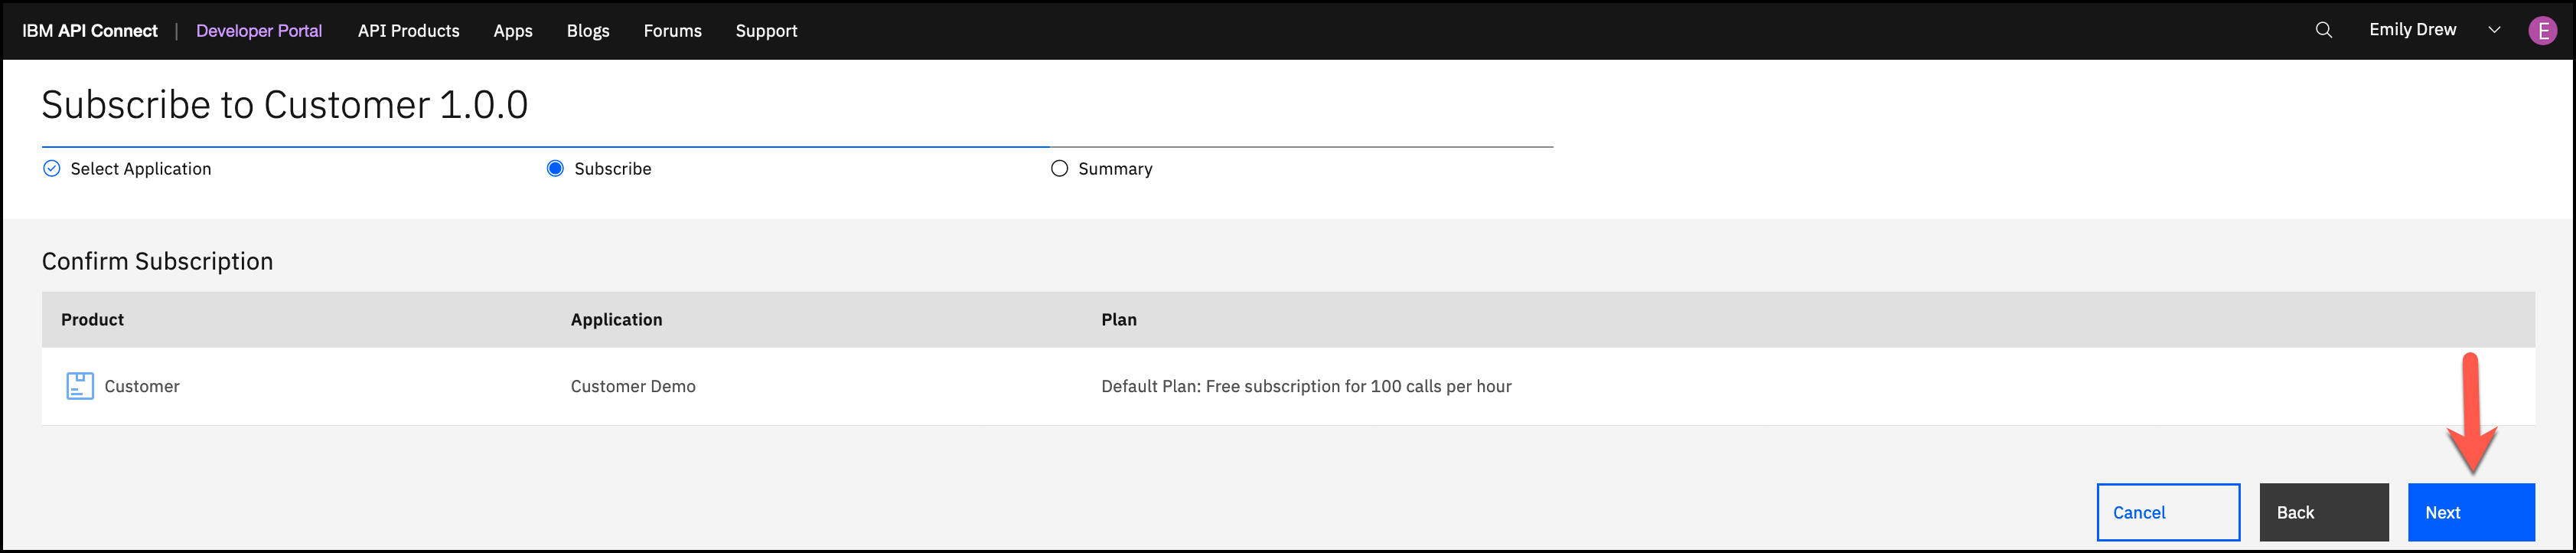 IBM API Connect | Developer Portal API Products Apps Blogs Forums Support Emily Drew E
Subscribe to Customer 1.0.0
Select Application Subscribe Summary
Confirm Subscription
Product Application Plan
Customer Customer Demo Default Plan: Free subscription for 100 calls per hour
Cancel Back Next